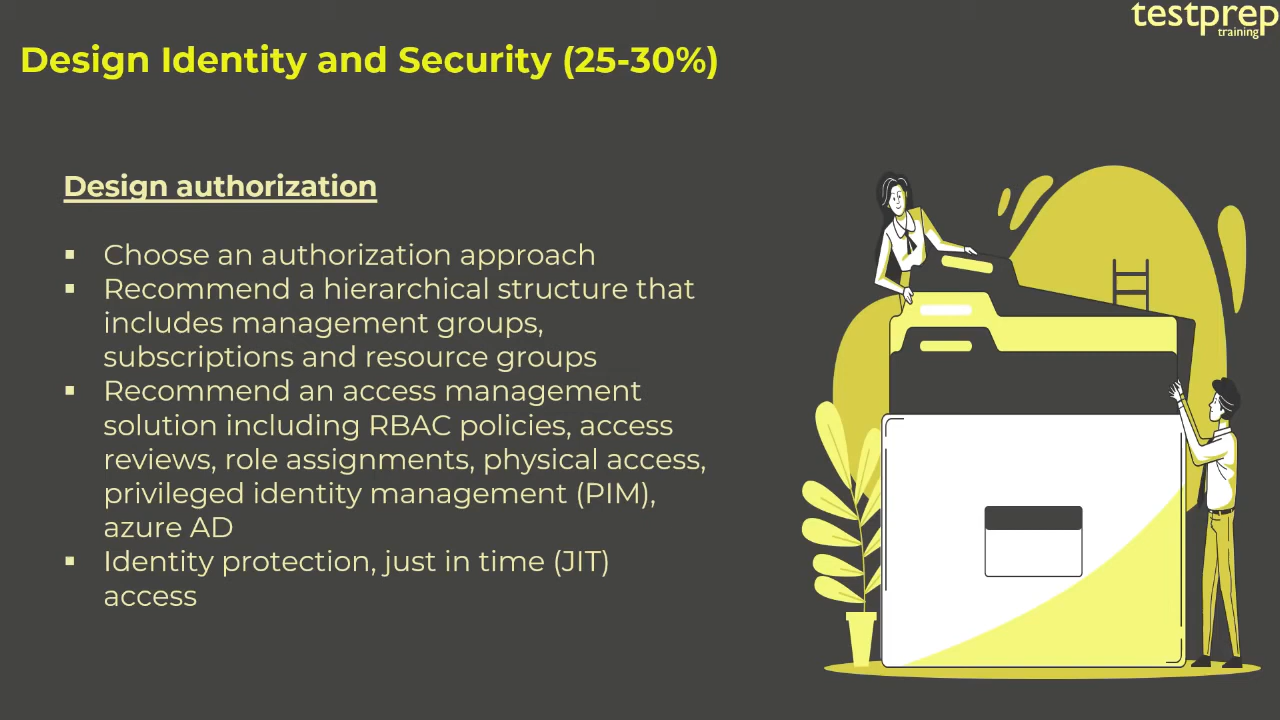 testprep
training
Design Identity and Security (25-30%)
Design authorization
▪ Choose an authorization approach
▪ Recommend a hierarchical structure that
includes management groups,
subscriptions and resource groups
▪ Recommend an access management
solution including RBAC policies, access
reviews, role assignments, physical access,
privileged identity management (PIM),
azure AD
▪ Identity protection, just in time (JIT)
access